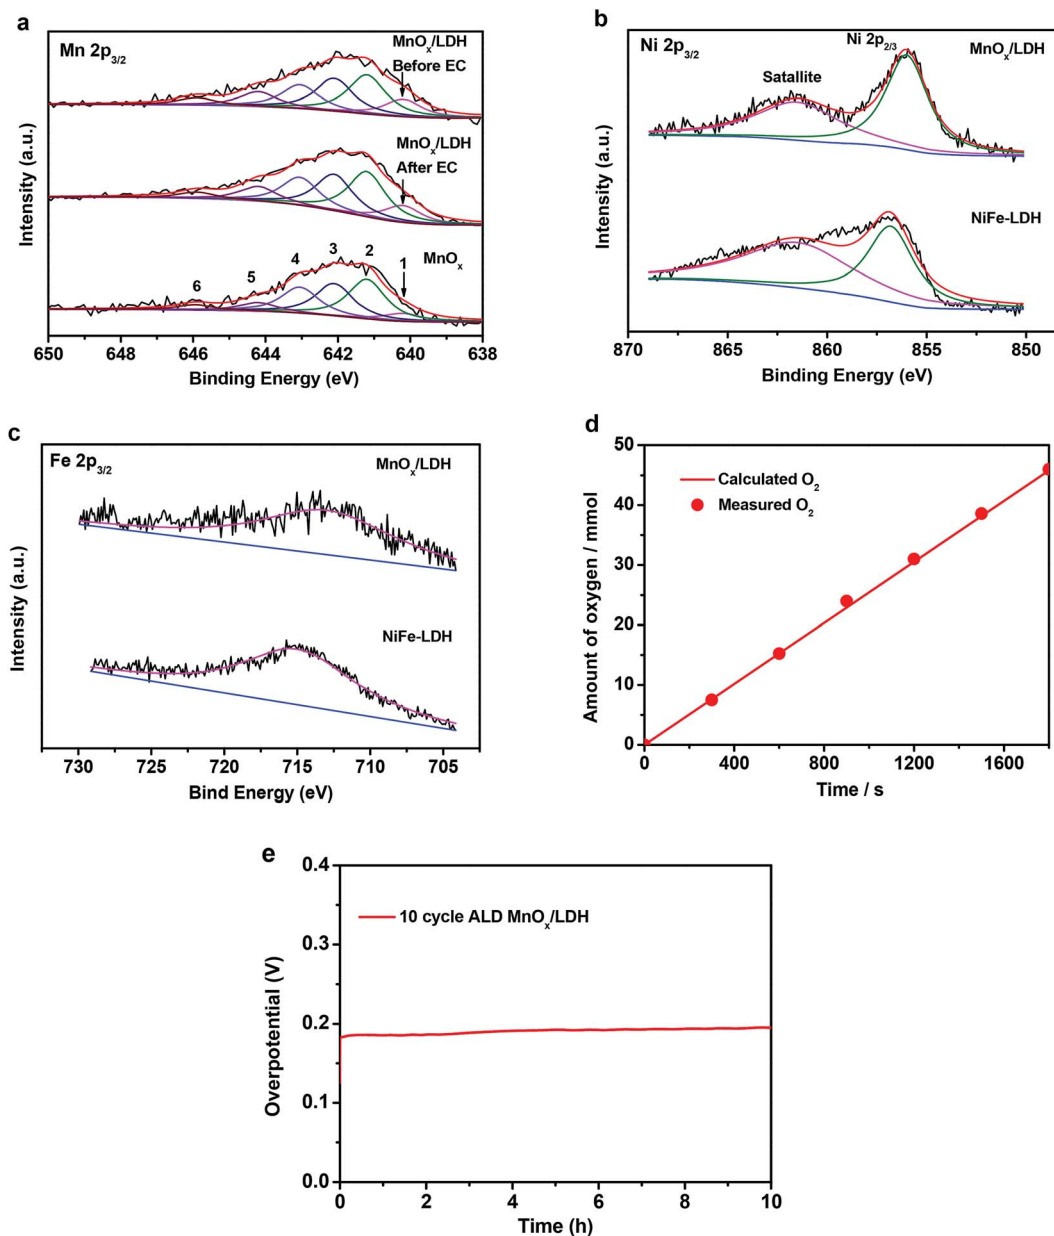 a
Mn 2p3/2
MnOx/LDH
Before EC
MnOx/LDH
After EC
MnOx
6 5 4 3 2 1
Intensity (a.u.)
650 648 646 644 642 640 638
Binding Energy (eV)
b
Ni 2p3/2
Ni 2p2/3
MnOx/LDH
Satallite
NiFe-LDH
Intensity (a.u.)
870 865 860 855 850
Binding Energy (eV)
c
Fe 2p3/2
MnOx/LDH
NiFe-LDH
Intensity (a.u.)
730 725 720 715 710 705
Bind Energy (eV)
d
50
40
30
20
10
0
Calculated O2
Measured O2
Amount of oxygen / mmol
0 400 800 1200 1600
Time / s
e
0.4
0.3
0.2
0.1
0.0
10 cycle ALD MnOx/LDH
Overpotential (V)
0 2 4 6 8 10
Time (h)